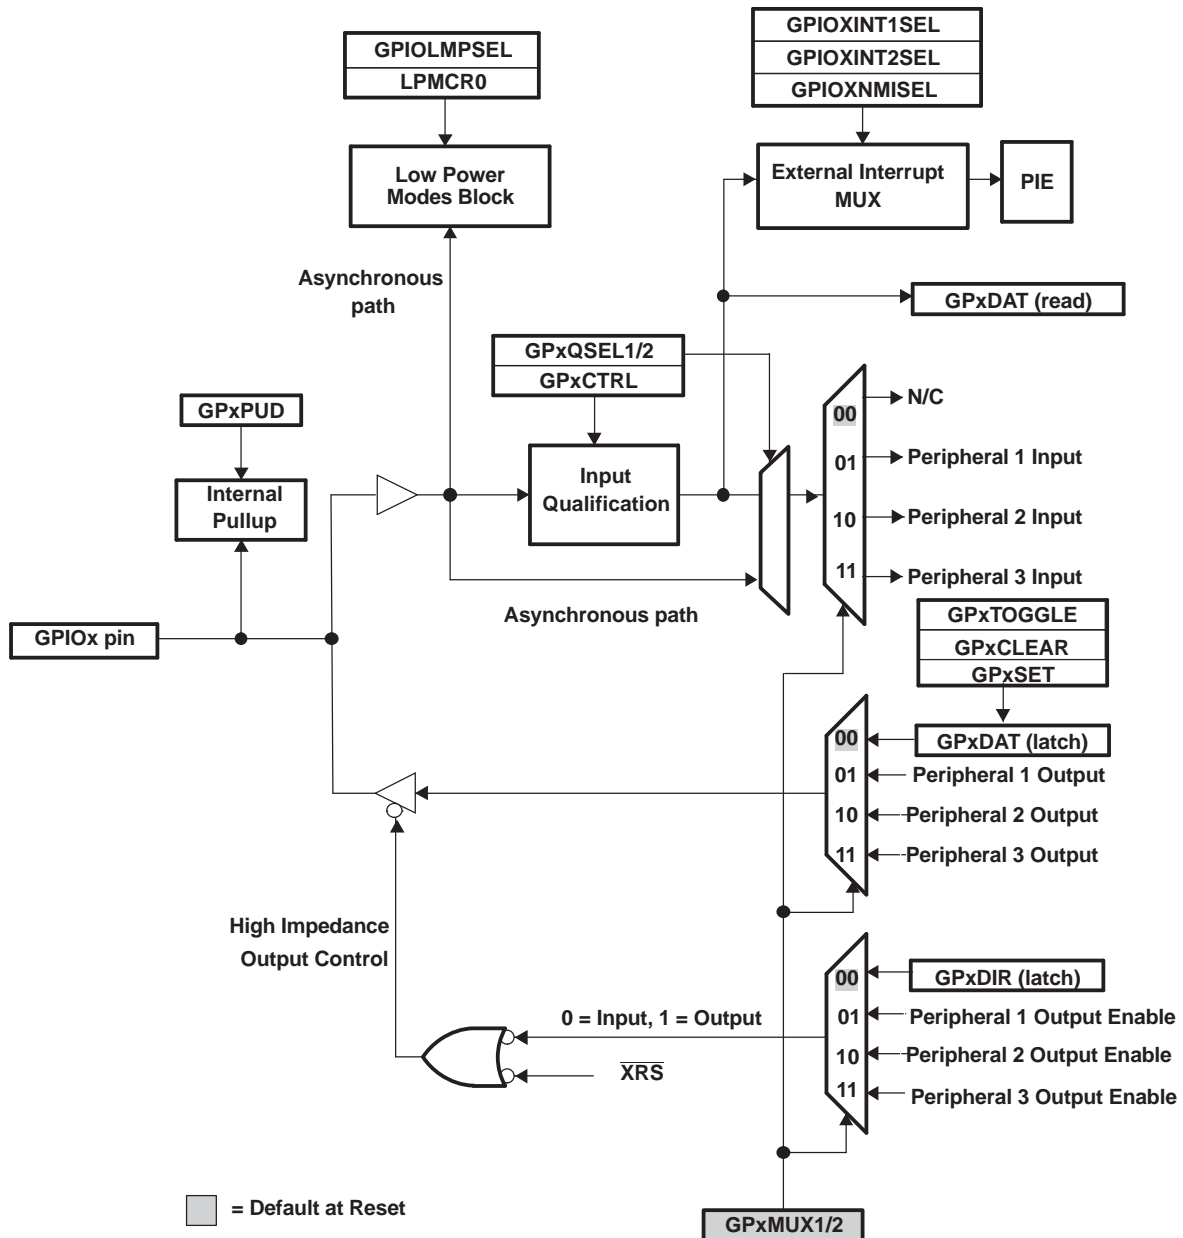 GPIOLMPSEL
LPMCR0
GPIOXINT1SEL
GPIOXINT2SEL
GPIOXNMISEL
Low Power
Modes Block
External Interrupt
MUX
PIE
Asynchronous
path
GPxDAT (read)
GPxQSEL1/2
GPxCTRL
GPxPUD
Internal
Pullup
Input
Qualification
00
01
10
11
N/C
Peripheral 1 Input
Peripheral 2 Input
Peripheral 3 Input
Asynchronous path
GPIOx pin
GPxTOGGLE
GPxCLEAR
GPxSET
00
01
10
11
GPxDAT (latch)
Peripheral 1 Output
Peripheral 2 Output
Peripheral 3 Output
High Impedance
Output Control
00
01
10
11
GPxDIR (latch)
Peripheral 1 Output Enable
Peripheral 2 Output Enable
Peripheral 3 Output Enable
0 = Input, 1 = Output
XRS
= Default at Reset
GPxMUX1/2